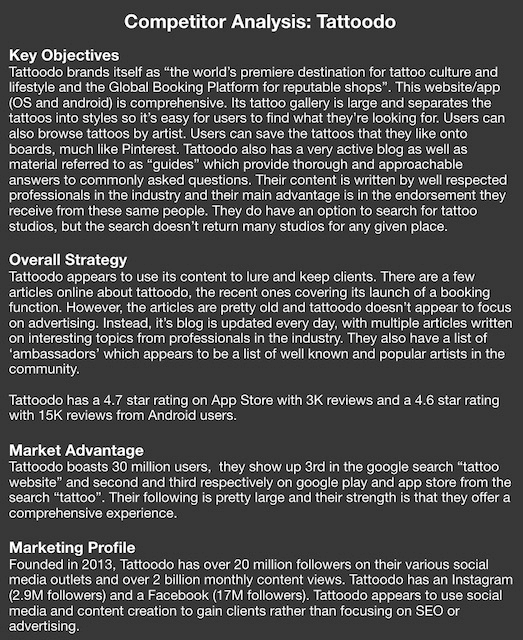 Competitor Analysis: Tattoodo
Key Objectives
Tattoodo brands itself as “the world’s premiere destination for tattoo culture and
lifestyle and the Global Booking Platform for reputable shops”. This website/app
(OS and android) is comprehensive. Its tattoo gallery is large and separates the
tattoos into styles so it’s easy for users to find what they’re looking for. Users can
also browse tattoos by artist. Users can save the tattoos that they like onto
boards, much like Pinterest. Tattoodo also has a very active blog as well as
material referred to as “guides” which provide thorough and approachable
answers to commonly asked questions. Their content is written by well respected
professionals in the industry and their main advantage is in the endorsement they
receive from these same people. They do have an option to search for tattoo
studios, but the search doesn’t return many studios for any given place.
Overall Strategy
Tattoodo appears to use its content to lure and keep clients. There are a few
articles online about tattoodo, the recent ones covering its launch of a booking
function. However, the articles are pretty old and tattoodo doesn’t appear to focus
on advertising. Instead, it’s blog is updated every day, with multiple articles written
on interesting topics from professionals in the industry. They also have a list of
‘ambassadors’ which appears to be a list of well known and popular artists in the
community.
Tattoodo has a 4.7 star rating on App Store with 3K reviews and a 4.6 star rating
with 15K reviews from Android users.
Market Advantage
Tattoodo boasts 30 million users,  they show up 3rd in the google search “tattoo
website” and second and third respectively on google play and app store from the
search “tattoo”. Their following is pretty large and their strength is that they offer a
comprehensive experience.
Marketing Profile
Founded in 2013, Tattoodo has over 20 million followers on their various social
media outlets and over 2 billion monthly content views. Tattoodo has an Instagram
(2.9M followers) and a Facebook (17M followers). Tattoodo appears to use social
media and content creation to gain clients rather than focusing on SEO or
advertising.